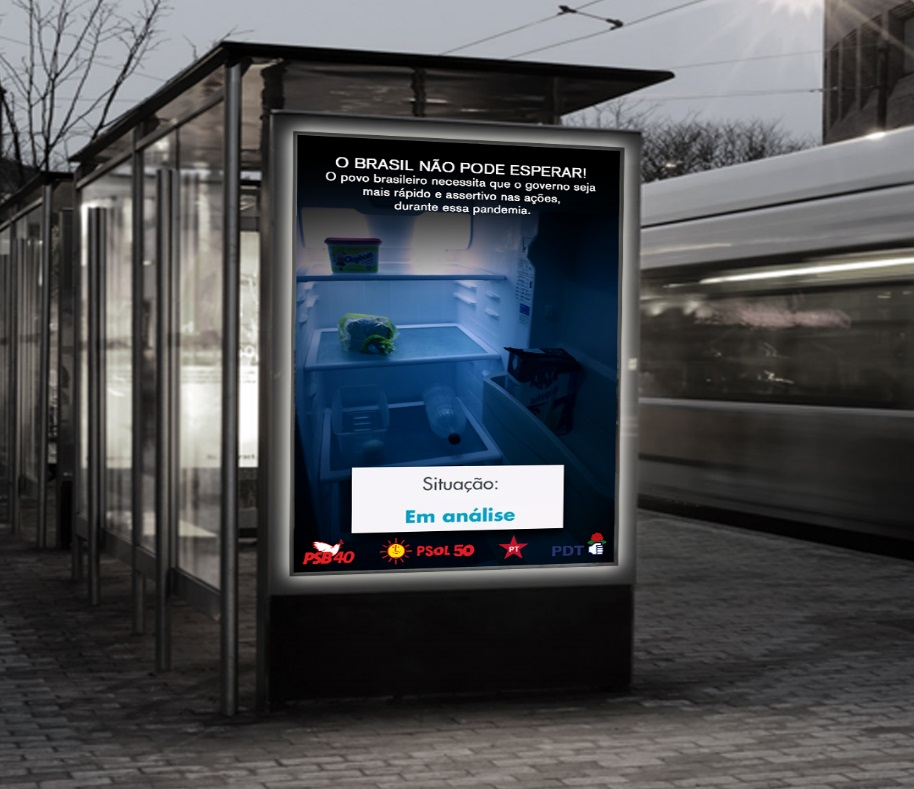 O BRASIL NÃO PODE ESPERAR!
O povo brasileiro necessita que o governo seja
mais rápido e assertivo nas ações,
durante essa pandemia.
Situação:
Em análise
PSB40
PSOL 50
PT
PDT